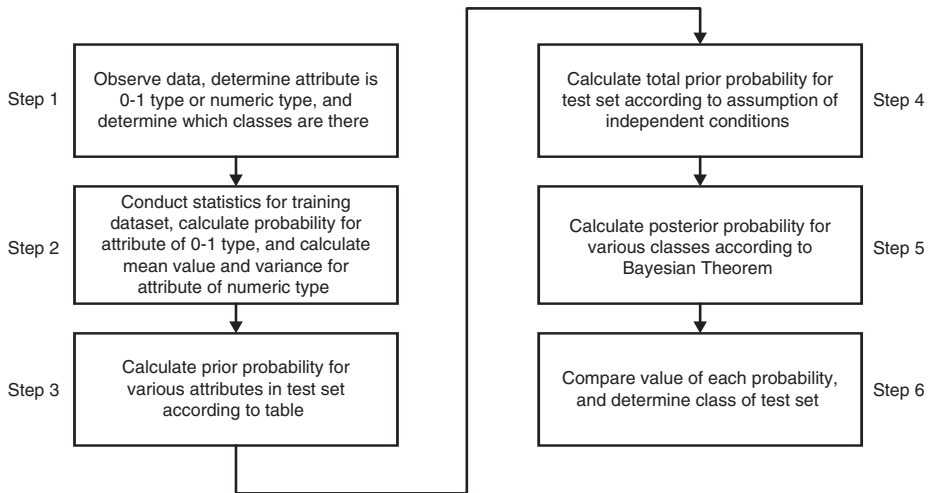 Step 1
Observe data, determine attribute is
0-1 type or numeric type, and
determine which classes are there
Step 2
Conduct statistics for training
dataset, calculate probability for
attribute of 0-1 type, and calculate
mean value and variance for
attribute of numeric type
Step 3
Calculate prior probability for
various attributes in test set
according to table
Calculate total prior probability for
test set according to assumption of
independent conditions
Step 4
Calculate posterior probability for
various classes according to
Bayesian Theorem
Step 5
Compare value of each probability,
and determine class of test set
Step 6